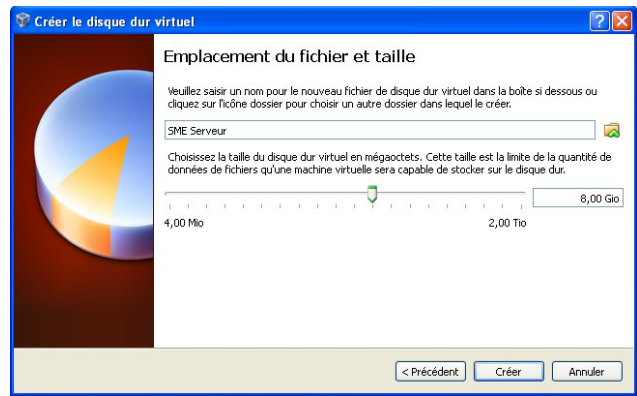 Créer le disque dur virtuel
Emplacement du fichier et taille
Veuillez saisir un nom pour le nouveau fichier de disque dur virtuel dans la boîte si dessous ou
cliquez sur l'icône dossier pour choisir un autre dossier dans lequel le créer.
SME Serveur
Choisissez la taille du disque dur virtuel en mégaoctets. Cette taille est la limite de la quantité de
données de fichiers qu'une machine virtuelle sera capable de stocker sur le disque dur.
8,00 Gio
4,00 Mio 2,00 Tio
< Précédent Créer Annuler